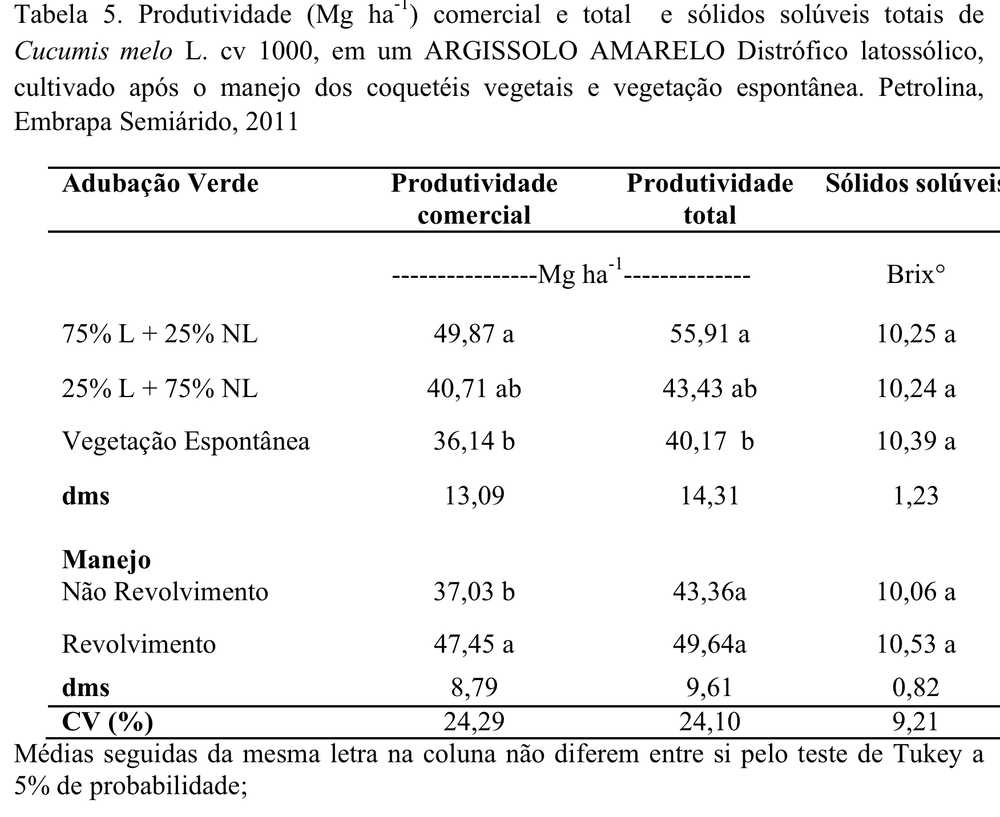 Tabela 5. Produtividade (Mg ha-1) comercial e total e sólidos solúveis totais de
Cucumis melo L. cv 1000, em um ARGISSOLO AMARELO Distrófico latossólico,
cultivado após o manejo dos coquetéis vegetais e vegetação espontânea. Petrolina,
Embrapa Semiárido, 2011
Adubação Verde Produtividade Produtividade Sólidos solúveis
comercial total
----------------Mg ha-1-------------- Brix°
75% L + 25% NL 49,87 a 55,91 a 10,25 a
25% L + 75% NL 40,71 ab 43,43 ab 10,24 a
Vegetação Espontânea 36,14 b 40,17 b 10,39 a
dms 13,09 14,31 1,23
Manejo
Não Revolvimento 37,03 b 43,36a 10,06 a
Revolvimento 47,45 a 49,64a 10,53 a
dms 8,79 9,61 0,82
CV (%) 24,29 24,10 9,21
Médias seguidas da mesma letra na coluna não diferem entre si pelo teste de Tukey a
5% de probabilidade;